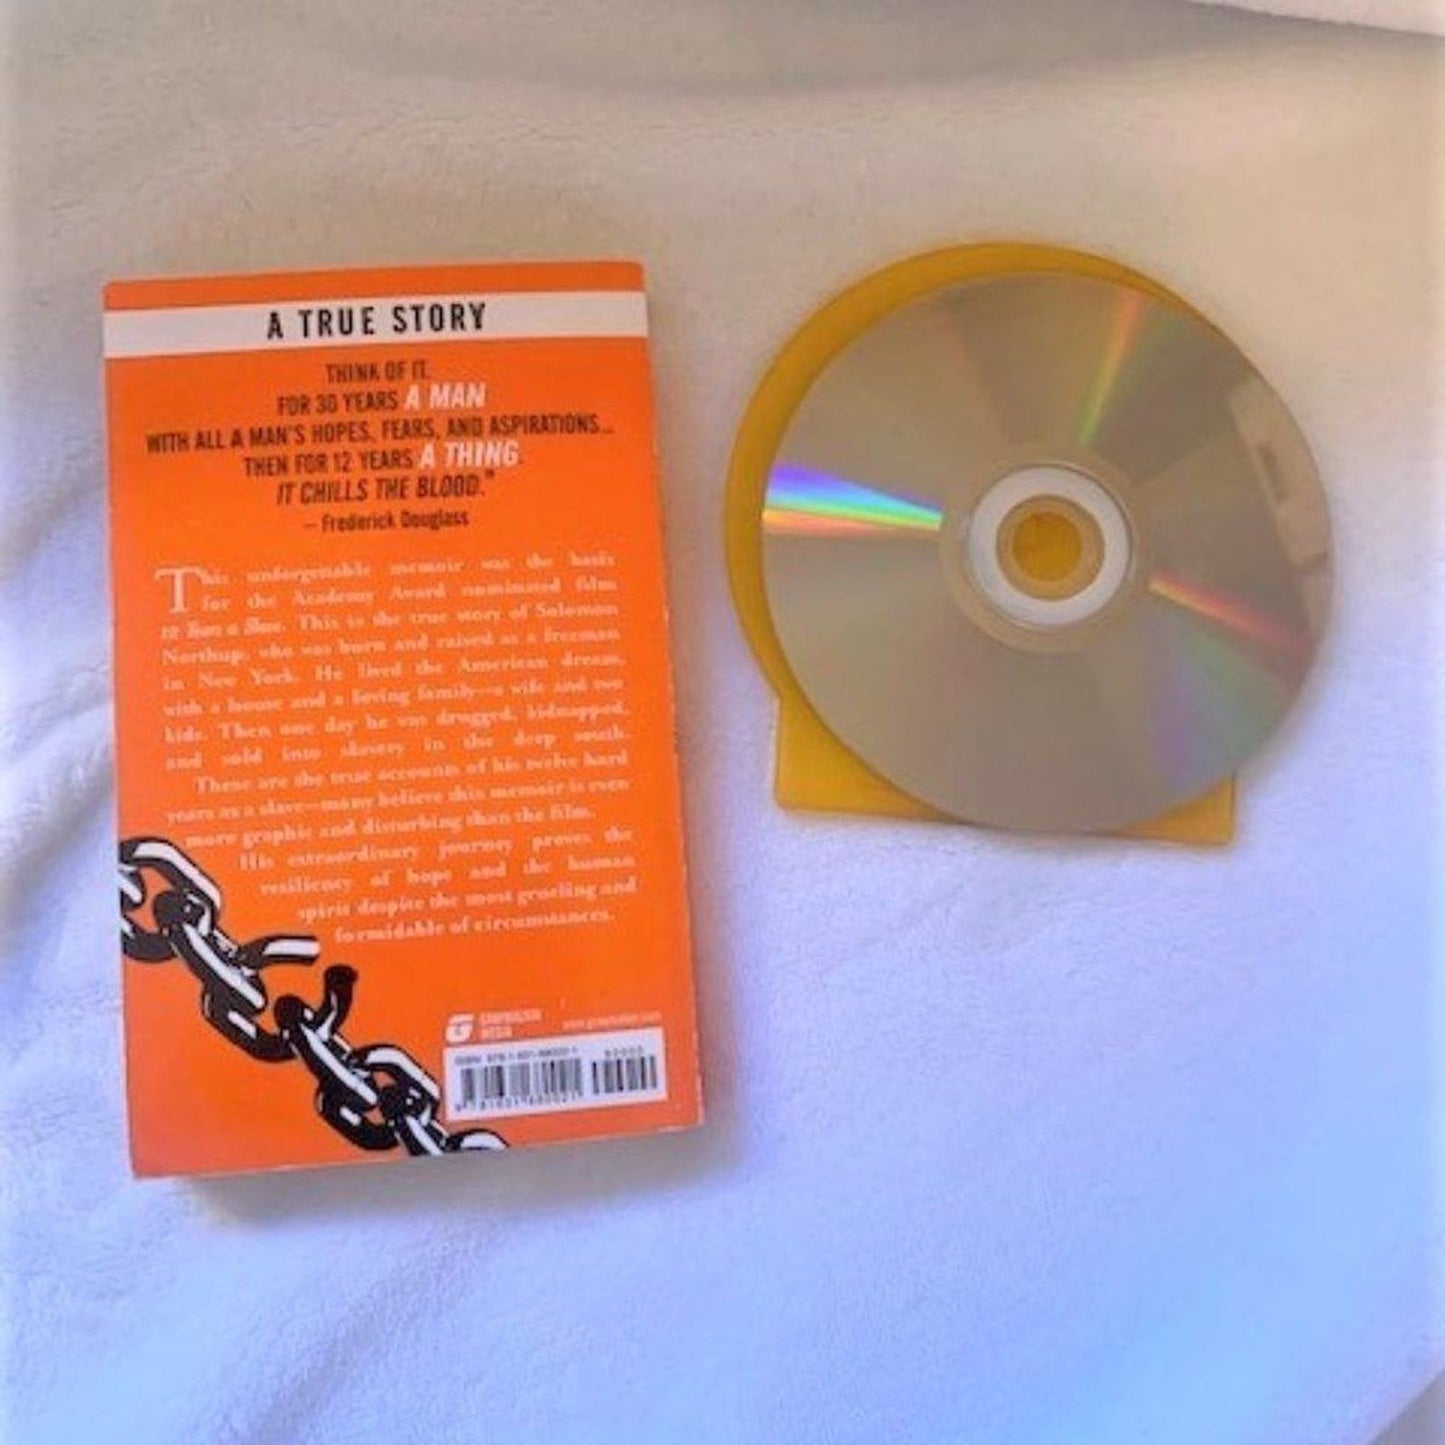 A TRUE STORY
THINK OF IT.
FOR 30 YEARS A MAN
WITH ALL A MAN'S HOPES, FEARS, AND ASPIRATIONS...
THEN FOR 12 YEARS A THING.
IT CHILLS THE BLOOD."
– Frederick Douglass
This unforgettable memoir was the basis
for the Academy Award nominated film
12 Years a Slave. This is the true story of Solomon
Northup, who was born and raised as a freeman
in New York. He lived the American dream,
with a house and a loving family—a wife and two
kids. Then one day he was drugged, kidnapped,
and sold into slavery in the deep south.
These are the true accounts of his twelve hard
years as a slave—many believe this memoir is even
more graphic and disturbing than the film.
His extraordinary journey proves the
resiliency of hope and the human
spirit despite the most grueling and
formidable of circumstances.
MEDIA
ISBN